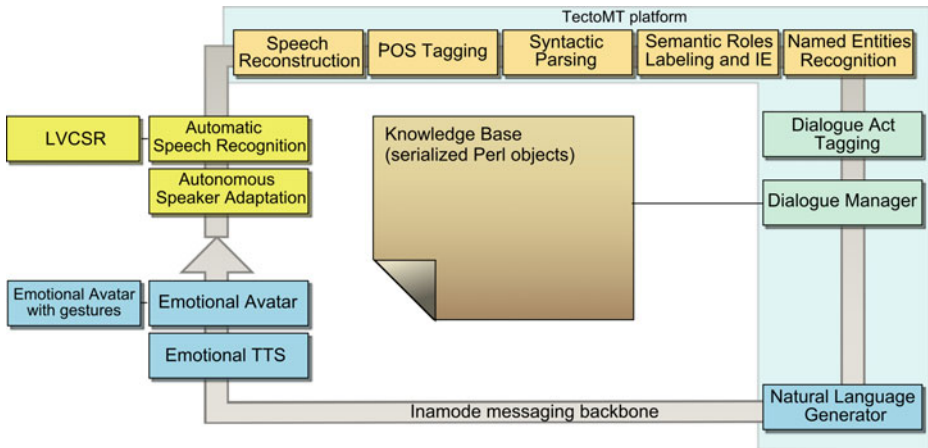 TectoMT platform
Speech
Reconstruction
POS Tagging
Syntactic
Parsing
Semantic Roles
Labeling and IE
Named Entities
Recognition
LVCSR
Automatic
Speech Recognition
Autonomous
Speaker Adaptation
Knowledge Base
(serialized Perl objects)
Dialogue Act
Tagging
Dialogue Manager
Emotional Avatar
with gestures
Emotional Avatar
Emotional TTS
Inamode messaging backbone
Natural Language
Generator